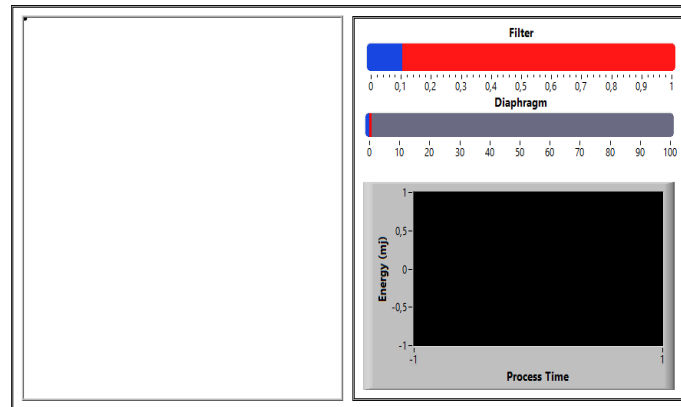 Filter
0 0,1 0,2 0,3 0,4 0,5 0,6 0,7 0,8 0,9 1
Diaphragm
0 10 20 30 40 50 60 70 80 90 100
1
0,5
0
-0,5
-1
Energy (mj)
-1 1
Process Time